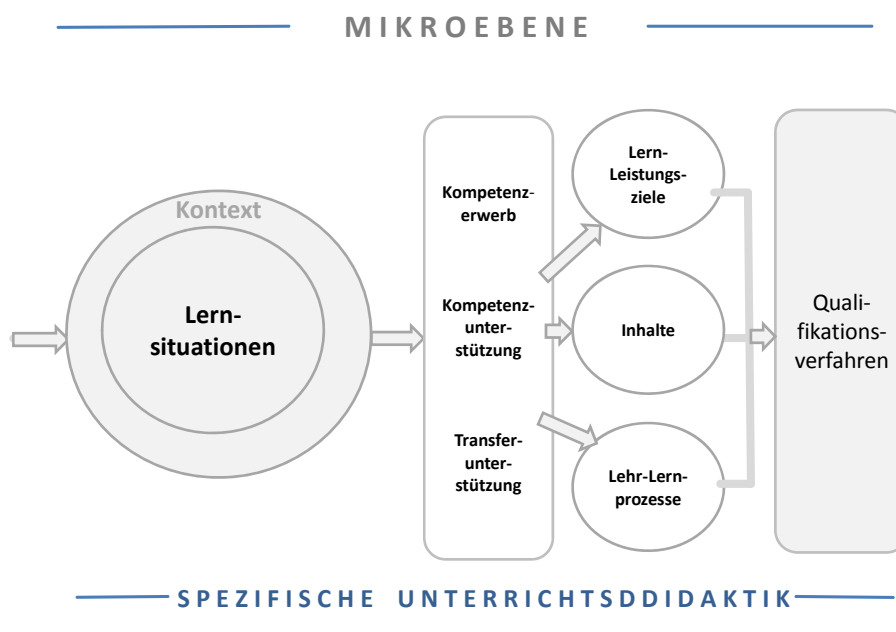 MIKROEBENE
Kontext
Lern-
situationen
Kompetenz-
erwerb
Kompetenz-
unter-
stützung
Transfer-
unter-
stützung
Lern-
Leistungs-
ziele
Inhalte
Lehr-Lern-
prozesse
Quali-
fikations-
verfahren
SPEZIFISCHE UNTERRICHTSDDIDAKTIK